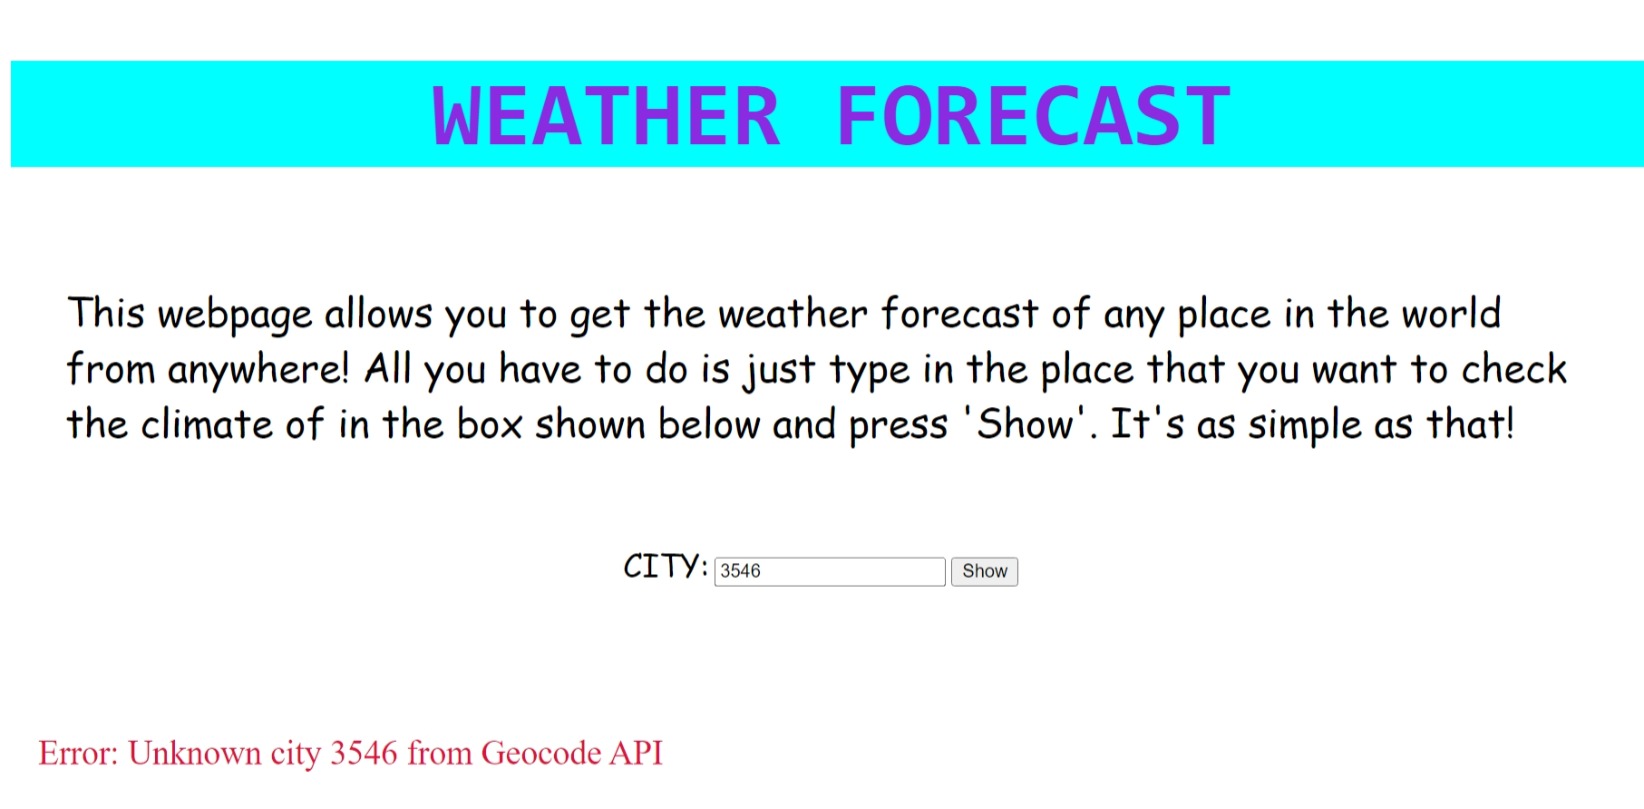 WEATHER FORECAST
This webpage allows you to get the weather forecast of any place in the world
from anywhere! All you have to do is just type in the place that you want to check
the climate of in the box shown below and press 'Show'. It's as simple as that!
CITY: 3546 Show
Error: Unknown city 3546 from Geocode API